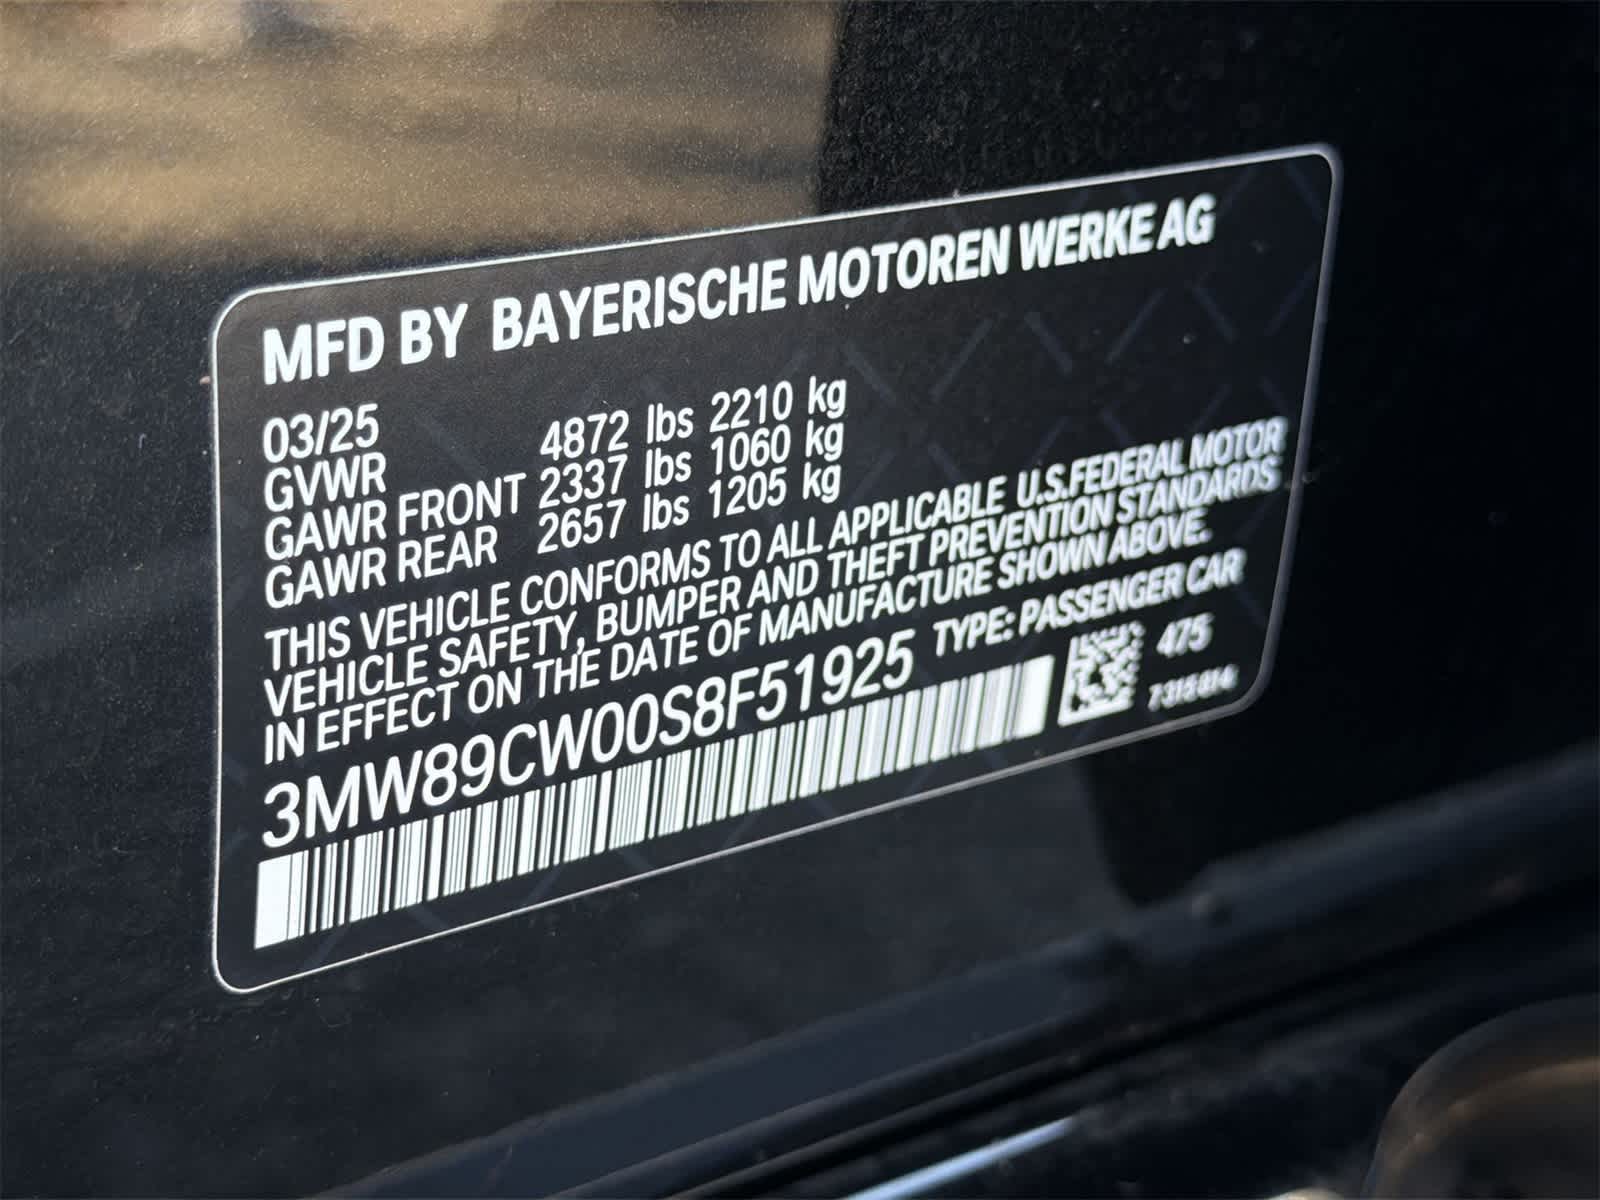 MFD BY BAYERISCHE MOTOREN WERKE AG
03/25
GVWR 4872 lbs 2210 kg
GAWR FRONT 2337 lbs 1060 kg
GAWR REAR 2657 lbs 1205 kg
THIS VEHICLE CONFORMS TO ALL APPLICABLE U.S.FEDERAL MOTOR
VEHICLE SAFETY, BUMPER AND THEFT PREVENTION STANDARDS
IN EFFECT ON THE DATE OF MANUFACTURE SHOWN ABOVE.
3MW89CW00S8F51925 TYPE: PASSENGER CAR
475
7315814